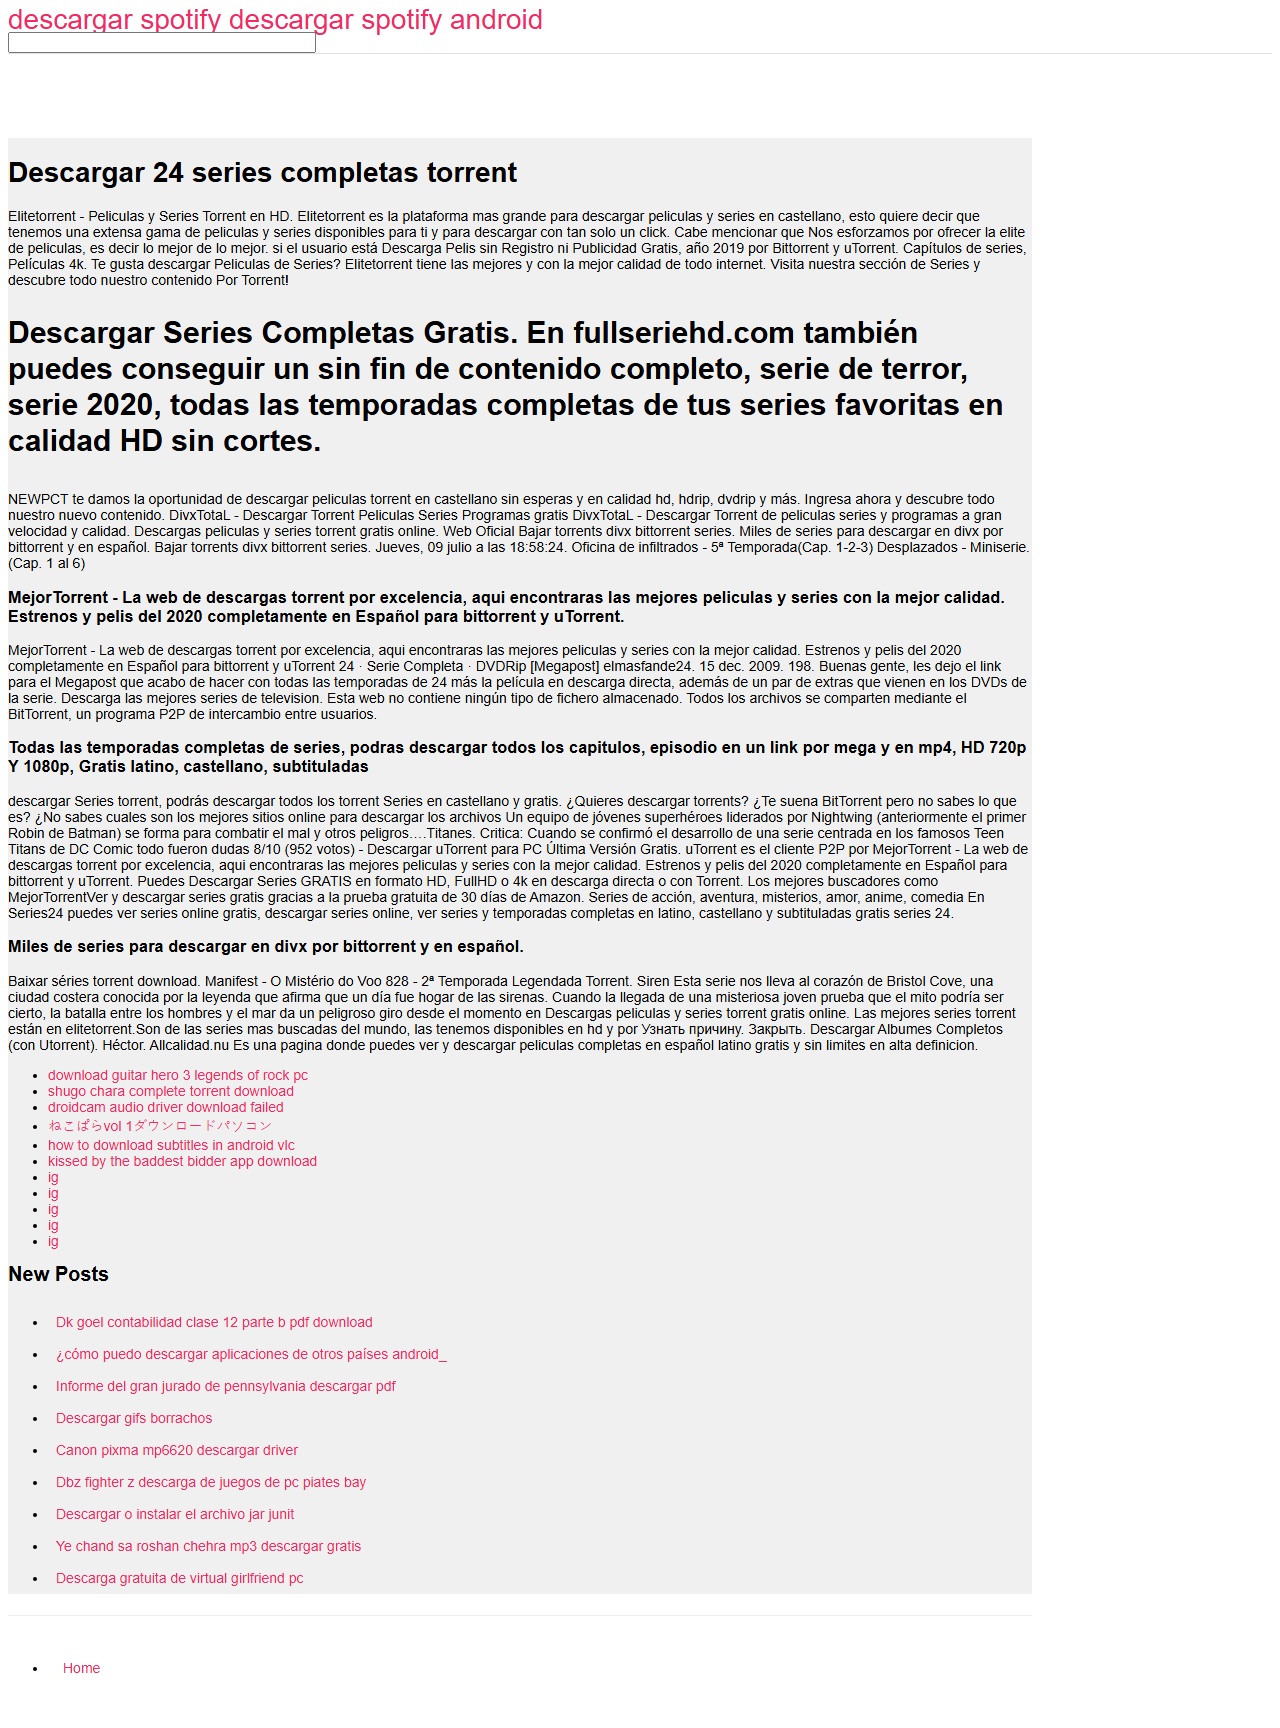 descargar spotify descargar spotify android
Descargar 24 series completas torrent
Elitetorrent - Peliculas y Series Torrent en HD. Elitetorrent es la plataforma mas grande para descargar peliculas y series en castellano, esto quiere decir que
tenemos una extensa gama de peliculas y series disponibles para ti y para descargar con tan solo un click. Cabe mencionar que Nos esforzamos por ofrecer la elite
de peliculas, es decir lo mejor de lo mejor. si el usuario está Descarga Pelis sin Registro ni Publicidad Gratis, año 2019 por Bittorrent y uTorrent. Capítulos de series,
Películas 4k. Te gusta descargar Peliculas de Series? Elitetorrent tiene las mejores y con la mejor calidad de todo internet. Visita nuestra sección de Series y
descubre todo nuestro contenido Por Torrent!
Descargar Series Completas Gratis. En fullseriehd.com también
puedes conseguir un sin fin de contenido completo, serie de terror,
serie 2020, todas las temporadas completas de tus series favoritas en
calidad HD sin cortes.
NEWPCT te damos la oportunidad de descargar peliculas torrent en castellano sin esperas y en calidad hd, hdrip, dvdrip y más. Ingresa ahora y descubre todo
nuestro nuevo contenido. DivxTotaL - Descargar Torrent Peliculas Series Programas gratis DivxTotaL - Descargar Torrent de peliculas series y programas a gran
velocidad y calidad. Descargas peliculas y series torrent gratis online. Web Oficial Bajar torrents divx bittorrent series. Miles de series para descargar en divx por
bittorrent y en español. Bajar torrents divx bittorrent series. Jueves, 09 julio a las 18:58:24. Oficina de infiltrados - 5ª Temporada(Cap. 1-2-3) Desplazados - Miniserie.
(Cap. 1 al 6)
MejorTorrent - La web de descargas torrent por excelencia, aqui encontraras las mejores peliculas y series con la mejor calidad.
Estrenos y pelis del 2020 completamente en Español para bittorrent y uTorrent.
MejorTorrent - La web de descargas torrent por excelencia, aqui encontraras las mejores peliculas y series con la mejor calidad. Estrenos y pelis del 2020
completamente en Español para bittorrent y uTorrent 24 · Serie Completa · DVDRip [Megapost] elmasfande24. 15 dec. 2009. 198. Buenas gente, les dejo el link
para el Megapost que acabo de hacer con todas las temporadas de 24 más la película en descarga directa, además de un par de extras que vienen en los DVDs de
la serie. Descarga las mejores series de television. Esta web no contiene ningún tipo de fichero almacenado. Todos los archivos se comparten mediante el
BitTorrent, un programa P2P de intercambio entre usuarios.
Todas las temporadas completas de series, podras descargar todos los capitulos, episodio en un link por mega y en mp4, HD 720p
Y 1080p, Gratis latino, castellano, subtituladas
descargar Series torrent, podrás descargar todos los torrent Series en castellano y gratis. ¿Quieres descargar torrents? ¿Te suena BitTorrent pero no sabes lo que
es? ¿No sabes cuales son los mejores sitios online para descargar los archivos Un equipo de jóvenes superhéroes liderados por Nightwing (anteriormente el primer
Robin de Batman) se forma para combatir el mal y otros peligros….Titanes. Critica: Cuando se confirmó el desarrollo de una serie centrada en los famosos Teen
Titans de DC Comic todo fueron dudas 8/10 (952 votos) - Descargar uTorrent para PC Última Versión Gratis. uTorrent es el cliente P2P por MejorTorrent - La web de
descargas torrent por excelencia, aqui encontraras las mejores peliculas y series con la mejor calidad. Estrenos y pelis del 2020 completamente en Español para
bittorrent y uTorrent. Puedes Descargar Series GRATIS en formato HD, FullHD o 4k en descarga directa o con Torrent. Los mejores buscadores como
MejorTorrentVer y descargar series gratis gracias a la prueba gratuita de 30 días de Amazon. Series de acción, aventura, misterios, amor, anime, comedia En
Series24 puedes ver series online gratis, descargar series online, ver series y temporadas completas en latino, castellano y subtituladas gratis series 24.
Miles de series para descargar en divx por bittorrent y en español.
Baixar séries torrent download. Manifest - O Mistério do Voo 828 - 2ª Temporada Legendada Torrent. Siren Esta serie nos lleva al corazón de Bristol Cove, una
ciudad costera conocida por la leyenda que afirma que un día fue hogar de las sirenas. Cuando la llegada de una misteriosa joven prueba que el mito podría ser
cierto, la batalla entre los hombres y el mar da un peligroso giro desde el momento en Descargas peliculas y series torrent gratis online. Las mejores series torrent
están en elitetorrent.Son de las series mas buscadas del mundo, las tenemos disponibles en hd y por Узнать причину. Закрыть. Descargar Albumes Completos
(con Utorrent). Héctor. Allcalidad.nu Es una pagina donde puedes ver y descargar peliculas completas en español latino gratis y sin limites en alta definicion.
download guitar hero 3 legends of rock pc
shugo chara complete torrent download
droidcam audio driver download failed
ねこぱらvol 1ダウンロードパソコン
how to download subtitles in android vlc
kissed by the baddest bidder app download
ig
ig
ig
ig
ig
New Posts
Dk goel contabilidad clase 12 parte b pdf download
¿cómo puedo descargar aplicaciones de otros países android_
Informe del gran jurado de pennsylvania descargar pdf
Descargar gifs borrachos
Canon pixma mp6620 descargar driver
Dbz fighter z descarga de juegos de pc piates bay
Descargar o instalar el archivo jar junit
Ye chand sa roshan chehra mp3 descargar gratis
Descarga gratuita de virtual girlfriend pc
Home